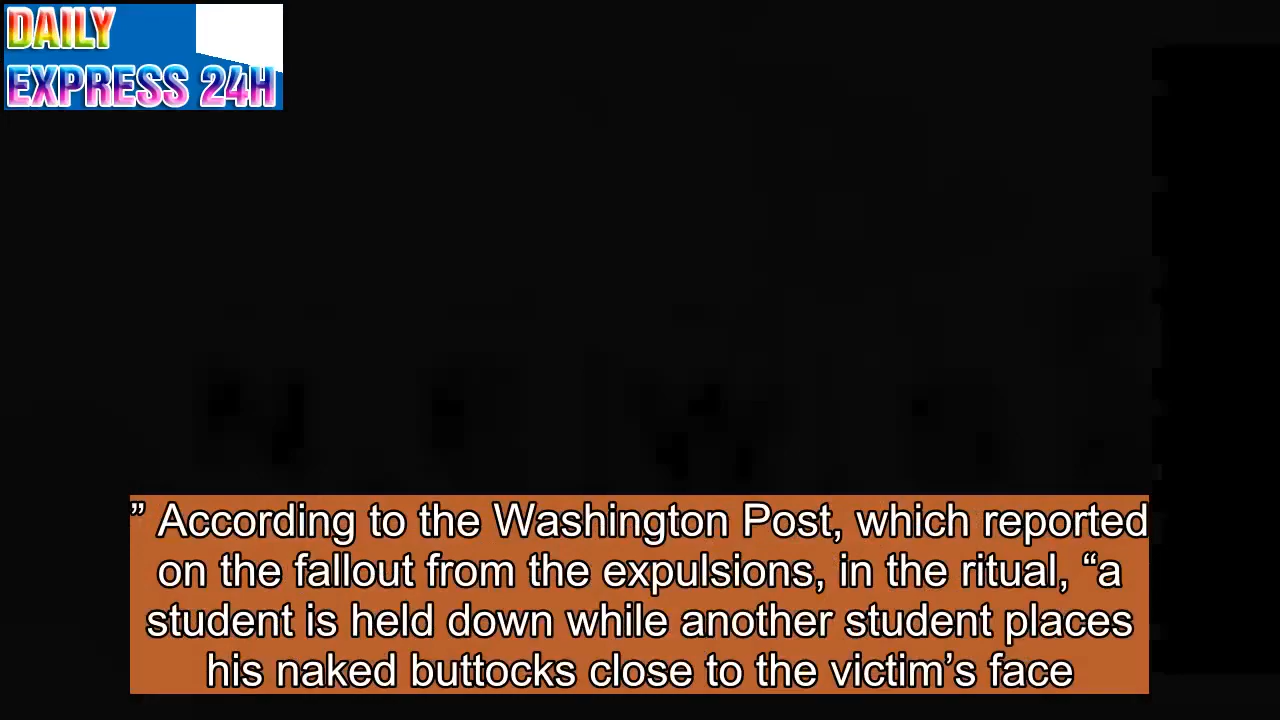 DAILY
EXPRESS 24H
” According to the Washington Post, which reported
on the fallout from the expulsions, in the ritual, “a
student is held down while another student places
his naked buttocks close to the victim’s face